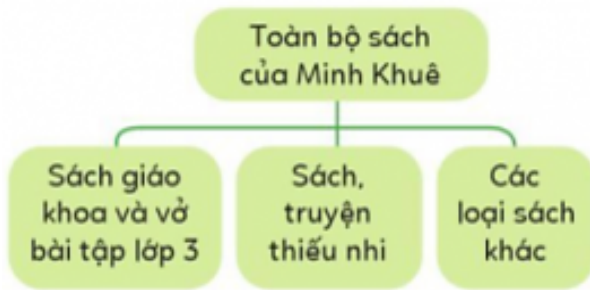 Toàn bộ sách
của Minh Khuê
Sách giáo
khoa và vở
bài tập lớp 3
Sách,
truyện
thiếu nhi
Các
loại sách
khác